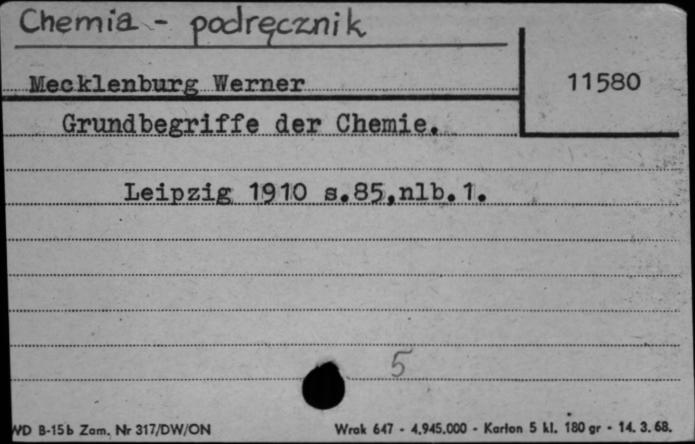 Chemia - podręcznik
Mecklenburg Werner
11580
Grundbegriffe der Chemie.
Leipzig 1910 s.85,nlb.1.
5
WD B-15b Zam. Nr 317/DW/ON
Wrak 647 - 4.945.000 - Karton 5 kl. 180 gr - 14. 3. 68.